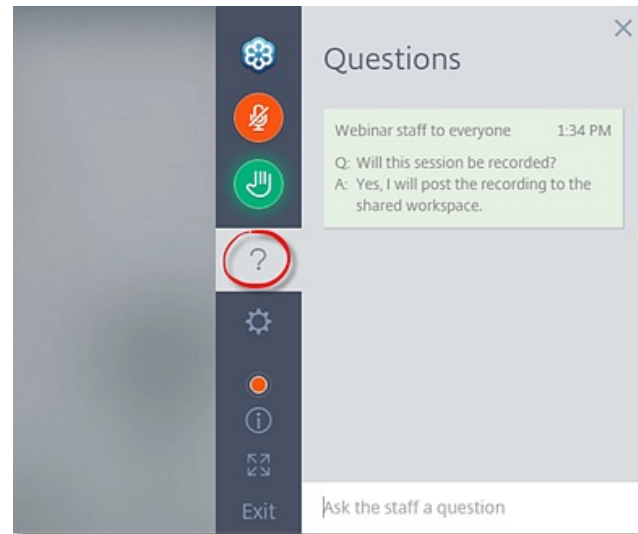 Questions
Webinar staff to everyone 1:34 PM
Q: Will this session be recorded?
A: Yes, I will post the recording to the
shared workspace.
?
Exit
Ask the staff a question